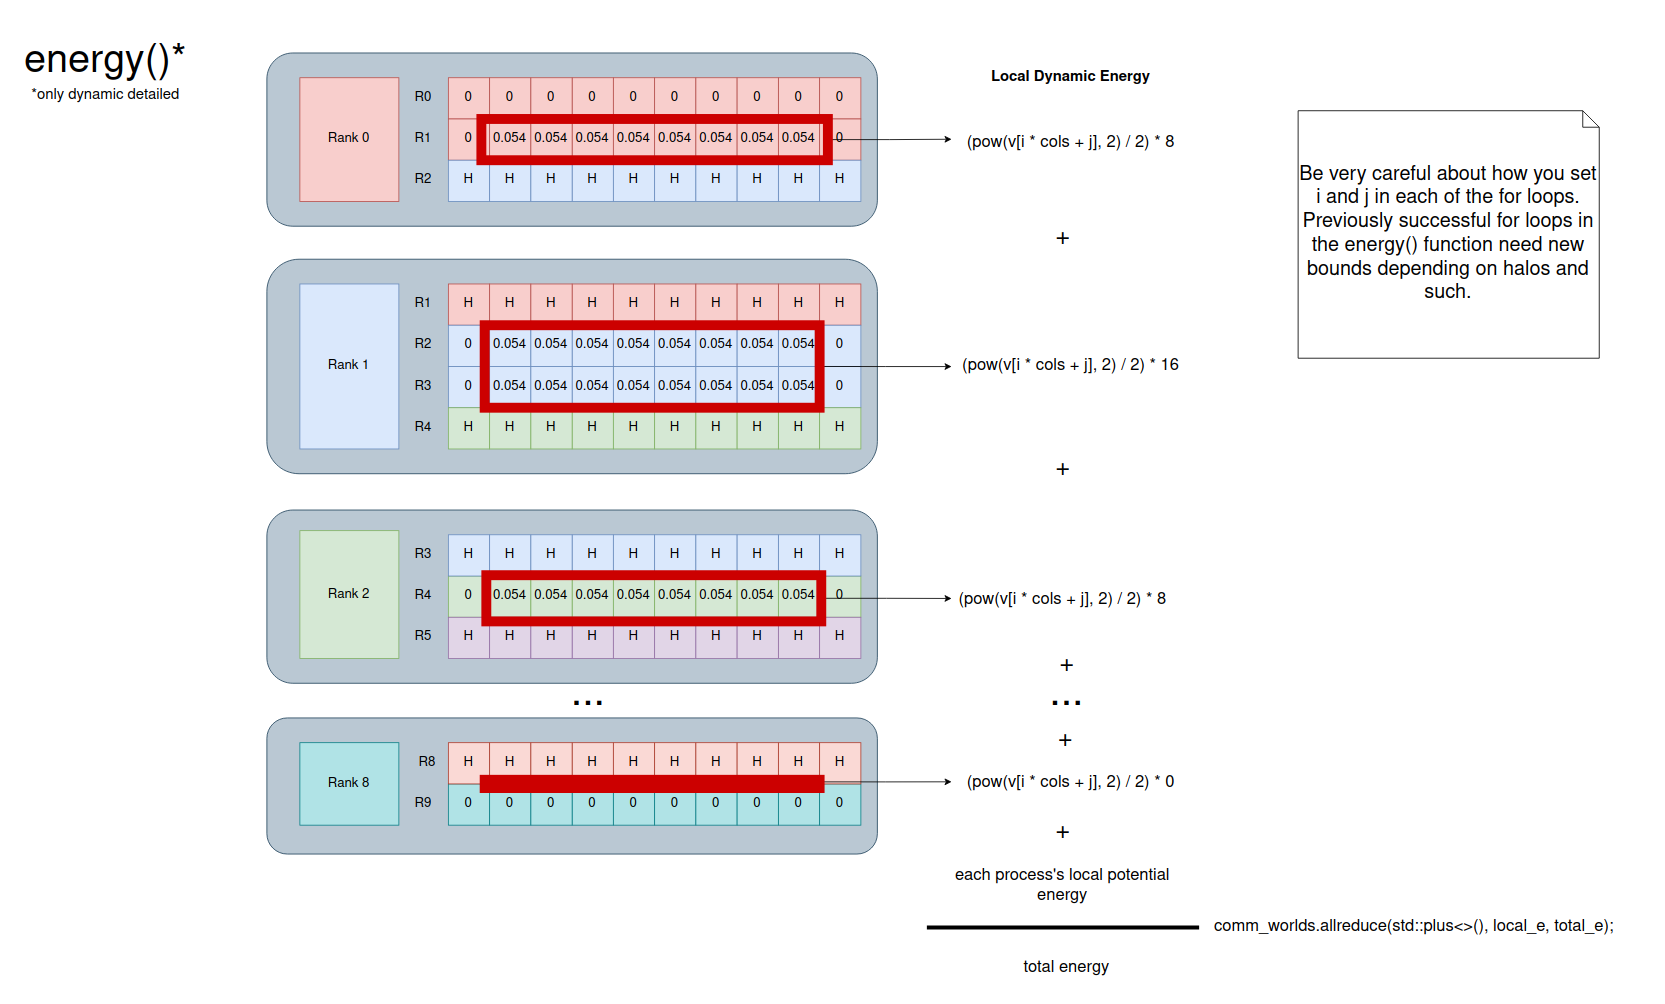 energy()*
*only dynamic detailed
Local Dynamic Energy
Rank 0
R0 0 0 0 0 0 0 0 0 0 0
R1 0 0.054 0.054 0.054 0.054 0.054 0.054 0.054 0.054 0
R2 H H H H H H H H H H
(pow(v[i * cols + j], 2) / 2) * 8
+
Rank 1
R1 H H H H H H H H H H
R2 0 0.054 0.054 0.054 0.054 0.054 0.054 0.054 0.054 0
R3 0 0.054 0.054 0.054 0.054 0.054 0.054 0.054 0.054 0
R4 H H H H H H H H H H
(pow(v[i * cols + j], 2) / 2) * 16
+
Rank 2
R3 H H H H H H H H H H
R4 0 0.054 0.054 0.054 0.054 0.054 0.054 0.054 0.054 0
R5 H H H H H H H H H H
(pow(v[i * cols + j], 2) / 2) * 8
+
... ...
+
Rank 8
R8 H H H H H H H H H H
R9 0 0 0 0 0 0 0 0 0 0
(pow(v[i * cols + j], 2) / 2) * 0
+
each process's local potential
energy
comm_worlds.allreduce(std::plus<>(), local_e, total_e);
total energy
Be very careful about how you set
i and j in each of the for loops.
Previously successful for loops in
the energy() function need new
bounds depending on halos and
such.